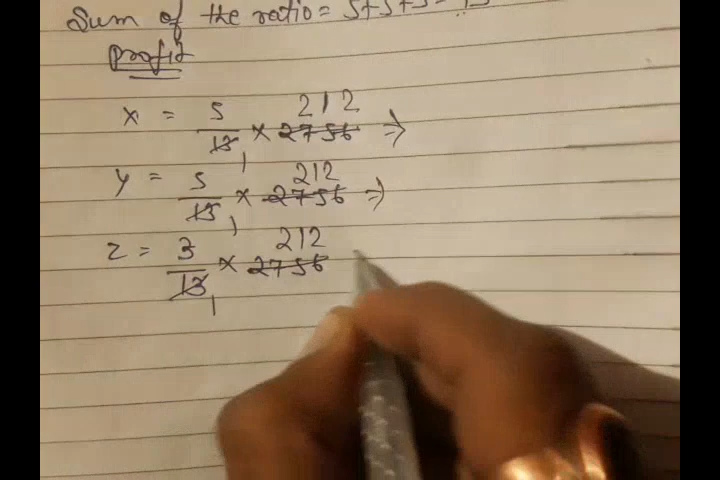 Sum of the ratio = 5+5+3 = 13
Profit
x = 5/13 1 × 2756 212 ⇒
y = 5/13 1 × 2756 212 ⇒
z = 3/13 1 × 2756 212